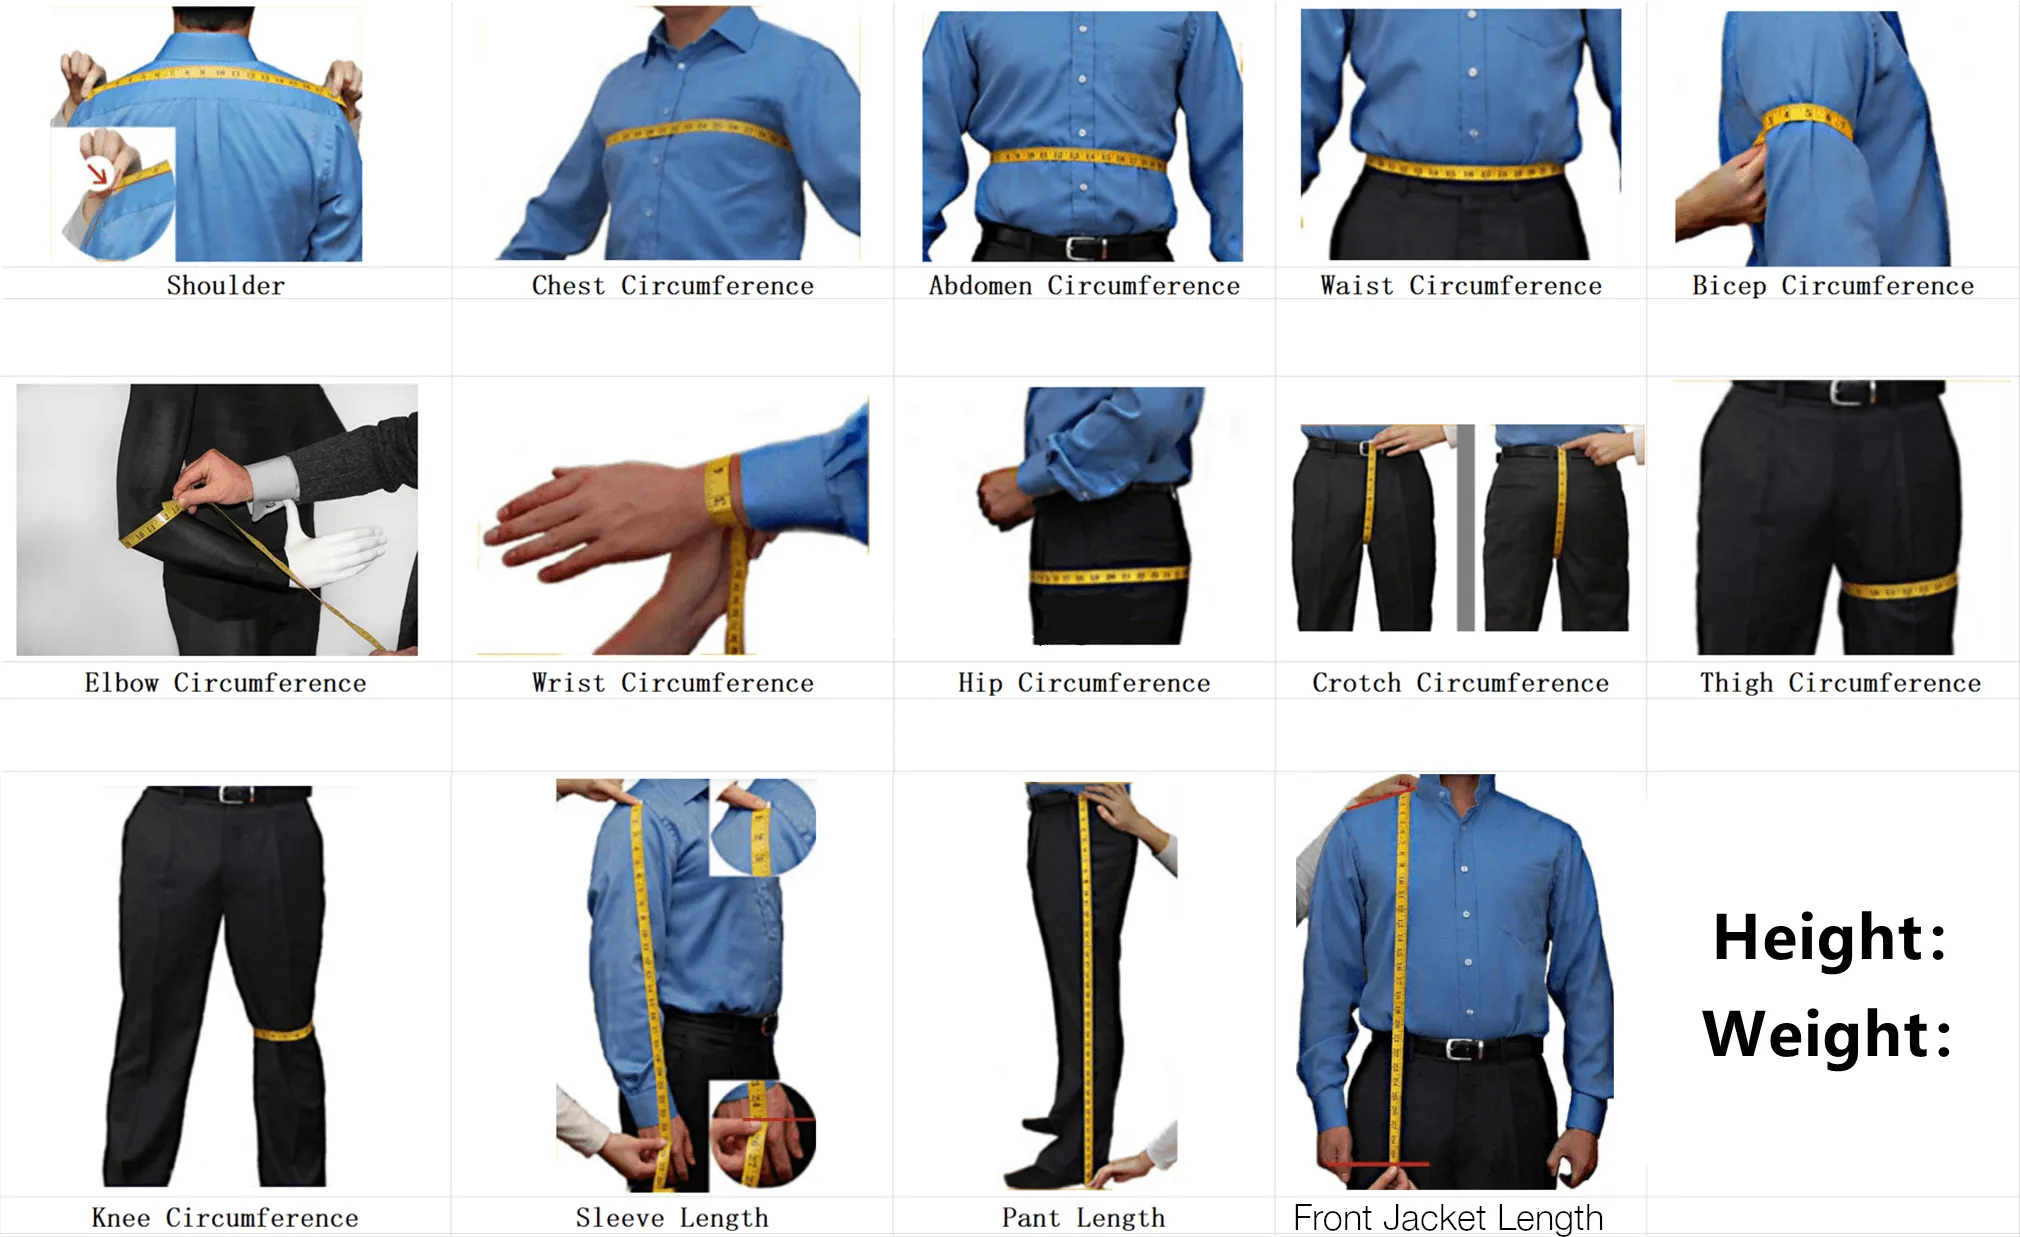 Shoulder
Chest Circumference
Abdomen Circumference
Waist Circumference
Bicep Circumference
Elbow Circumference
Wrist Circumference
Hip Circumference
Crotch Circumference
Thigh Circumference
Height:
Weight:
Knee Circumference
Sleeve Length
Pant Length
Front Jacket Length